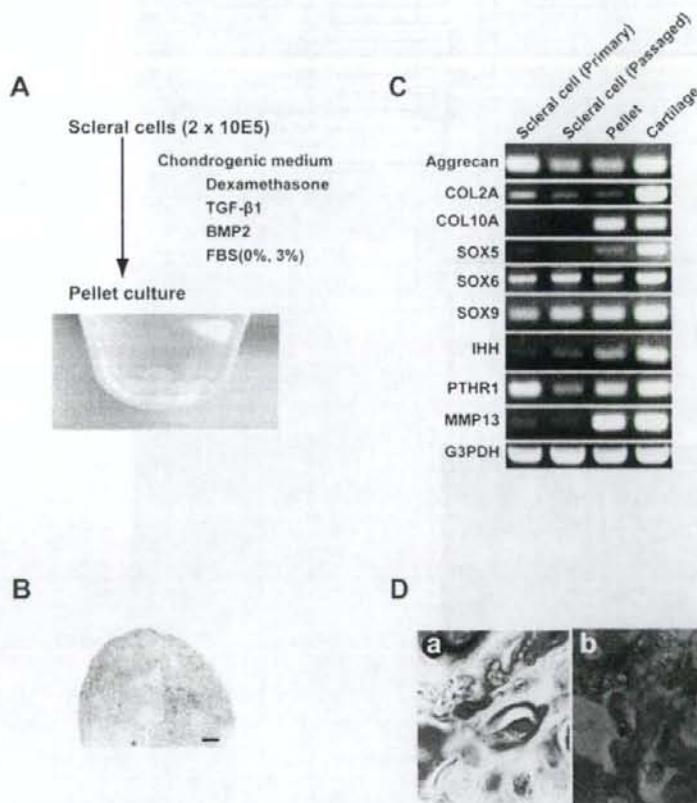 A
Scleral cells (2 x 10E5)
Chondrogenic medium
Dexamethasone
TGF-β1
BMP2
FBS(0%, 3%)
Pellet culture
B
C
Scleral cell (Primary)
Scleral cell (Passaged)
Pellet
Cartilage
Aggrecan
COL2A
COL10A
SOX5
SOX6
SOX9
IHH
PTHR1
MMP13
G3PDH
D
a
b